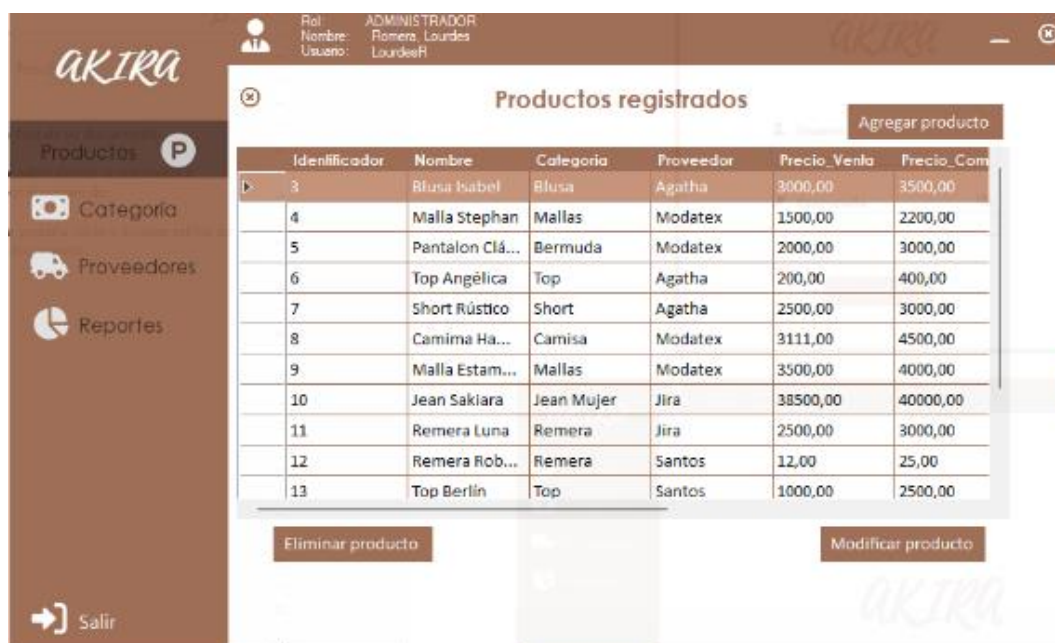 AKIRA
Rol: ADMINISTRADOR
Nombre: Romera, Lourdes
Usuario: LourdesR
Productos P
Categoría
Proveedores
Reportes
Salir
Productos registrados
Agregar producto
Identificador Nombre Categoria Proveedor Precio_Venta Precio_Com
3 Blusa Isabel Blusa Agatha 3000,00 3500,00
4 Malla Stephan Mallas Modatex 1500,00 2200,00
5 Pantalon Clá... Bermuda Modatex 2000,00 3000,00
6 Top Angélica Top Agatha 200,00 400,00
7 Short Rústico Short Agatha 2500,00 3000,00
8 Camima Ha... Camisa Modatex 3111,00 4500,00
9 Malla Estam... Mallas Modatex 3500,00 4000,00
10 Jean Sakiara Jean Mujer Jira 38500,00 40000,00
11 Remera Luna Remera Jira 2500,00 3000,00
12 Remera Rob... Remera Santos 12,00 25,00
13 Top Berlín Top Santos 1000,00 2500,00
Eliminar producto Modificar producto
AKIRA
AKIRA